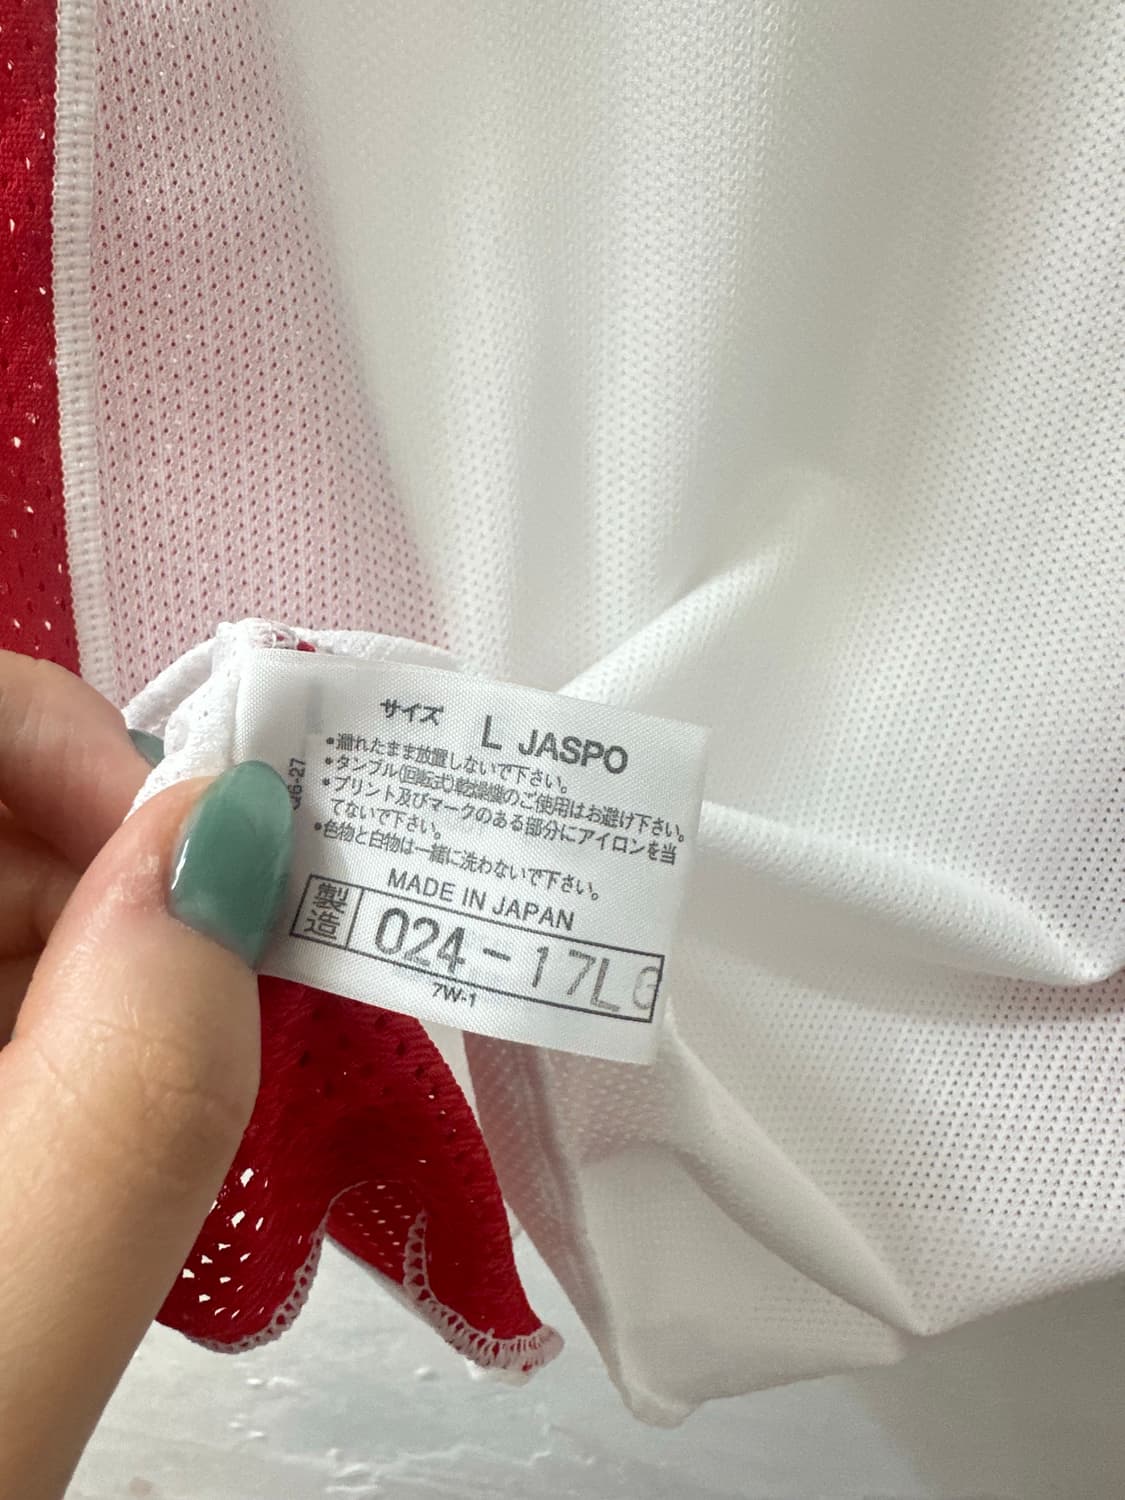 サイズ L JASPO
•濡れたまま放置しないで下さい。
•タンブル(回転式)乾燥機のご使用はお避け下さい。
•プリント及びマークのある部分にアイロンを当
てないで下さい。
•色物と白物は一緒に洗わないで下さい。
MADE IN JAPAN
製造 024-17L
7W-1
6-27